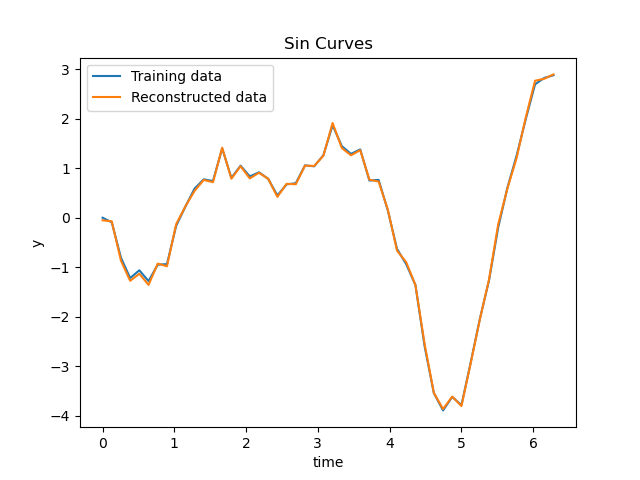 Sin Curves
Training data
Reconstructed data
3
2
1
0
−1
−2
−3
−4
y
0 1 2 3 4 5 6
time